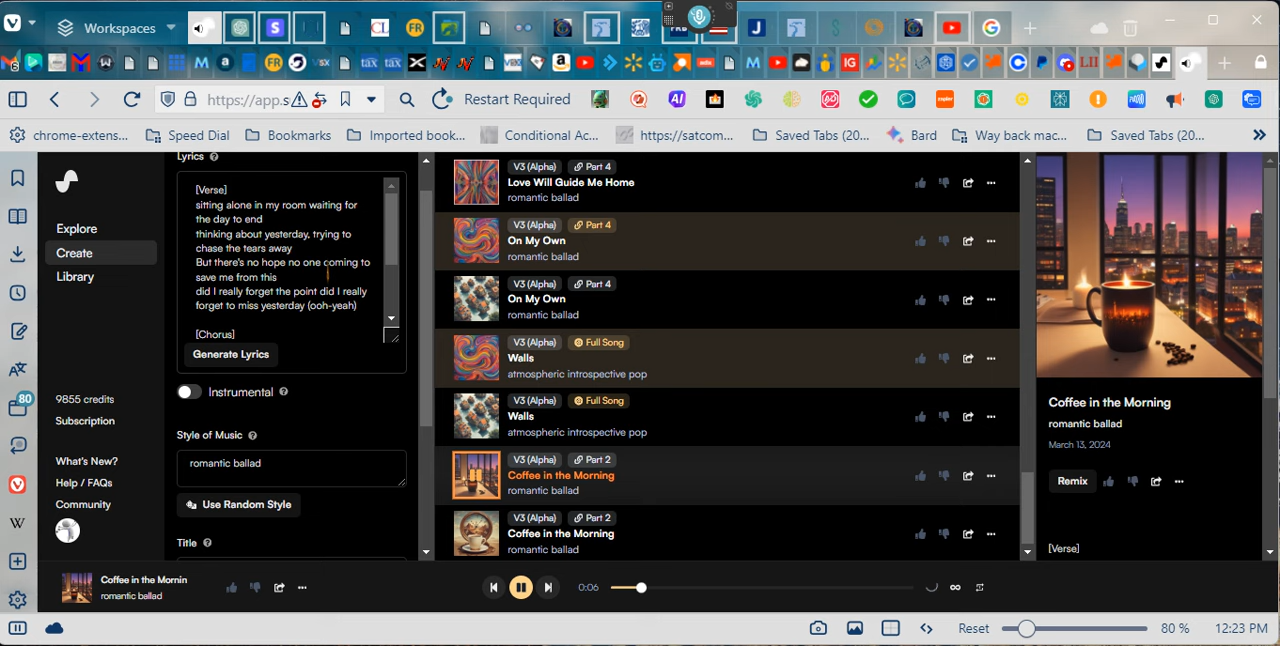 Workspaces
https://app.s
Restart Required
chrome-extens...
Speed Dial
Bookmarks
Imported book...
Conditional Ac...
https://satcom...
Saved Tabs (20...
Bard
Way back mac...
Saved Tabs (20...
Explore
Create
Library
9855 credits
Subscription
What's New?
Help / FAQs
Community
Lyrics
[Verse]
sitting alone in my room waiting for
the day to end
thinking about yesterday, trying to
chase the tears away
But there's no hope no one coming to
save me from this
did I really forget the point did I really
forget to miss yesterday (ooh-yeah)
[Chorus]
Generate Lyrics
Instrumental
Style of Music
romantic ballad
Use Random Style
Title
V3 (Alpha) Part 4
Love Will Guide Me Home
romantic ballad
V3 (Alpha) Part 4
On My Own
romantic ballad
V3 (Alpha) Part 4
On My Own
romantic ballad
V3 (Alpha) Full Song
Walls
atmospheric introspective pop
V3 (Alpha) Full Song
Walls
atmospheric introspective pop
V3 (Alpha) Part 2
Coffee in the Morning
romantic ballad
V3 (Alpha) Part 2
Coffee in the Morning
romantic ballad
Coffee in the Morning
romantic ballad
March 13, 2024
Remix
[Verse]
Coffee in the Mornin
romantic ballad
0:06
80
Reset
80 %
12:23 PM